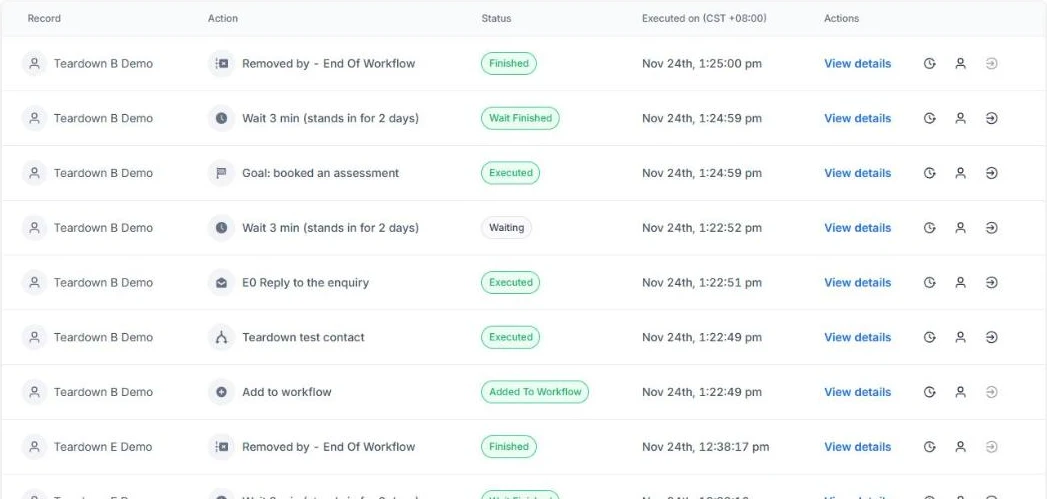 Record Action Status Executed on (CST +08:00) Actions
Teardown B Demo Removed by - End Of Workflow Finished Nov 24th, 1:25:00 pm View details
Teardown B Demo Wait 3 min (stands in for 2 days) Wait Finished Nov 24th, 1:24:59 pm View details
Teardown B Demo Goal: booked an assessment Executed Nov 24th, 1:24:59 pm View details
Teardown B Demo Wait 3 min (stands in for 2 days) Waiting Nov 24th, 1:22:52 pm View details
Teardown B Demo E0 Reply to the enquiry Executed Nov 24th, 1:22:51 pm View details
Teardown B Demo Teardown test contact Executed Nov 24th, 1:22:49 pm View details
Teardown B Demo Add to workflow Added To Workflow Nov 24th, 1:22:49 pm View details
Teardown E Demo Removed by - End Of Workflow Finished Nov 24th, 12:38:17 pm View details